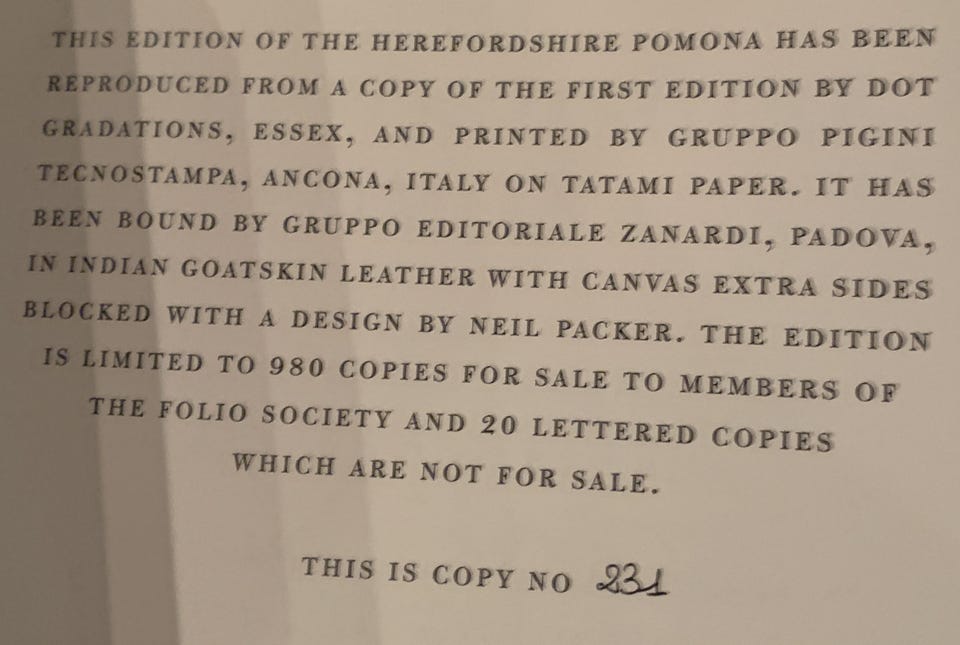 THIS EDITION OF THE HEREFORDSHIRE POMONA HAS BEEN
REPRODUCED FROM A COPY OF THE FIRST EDITION BY DOT
GRADATIONS, ESSEX, AND PRINTED BY GRUPPO PIGINI
TECNOSTAMPA, ANCONA, ITALY ON TATAMI PAPER. IT HAS
BEEN BOUND BY GRUPPO EDITORIALE ZANARDI, PADOVA,
IN INDIAN GOATSKIN LEATHER WITH CANVAS EXTRA SIDES
BLOCKED WITH A DESIGN BY NEIL PACKER. THE EDITION
IS LIMITED TO 980 COPIES FOR SALE TO MEMBERS OF
THE FOLIO SOCIETY AND 20 LETTERED COPIES
WHICH ARE NOT FOR SALE.
THIS IS COPY NO 231